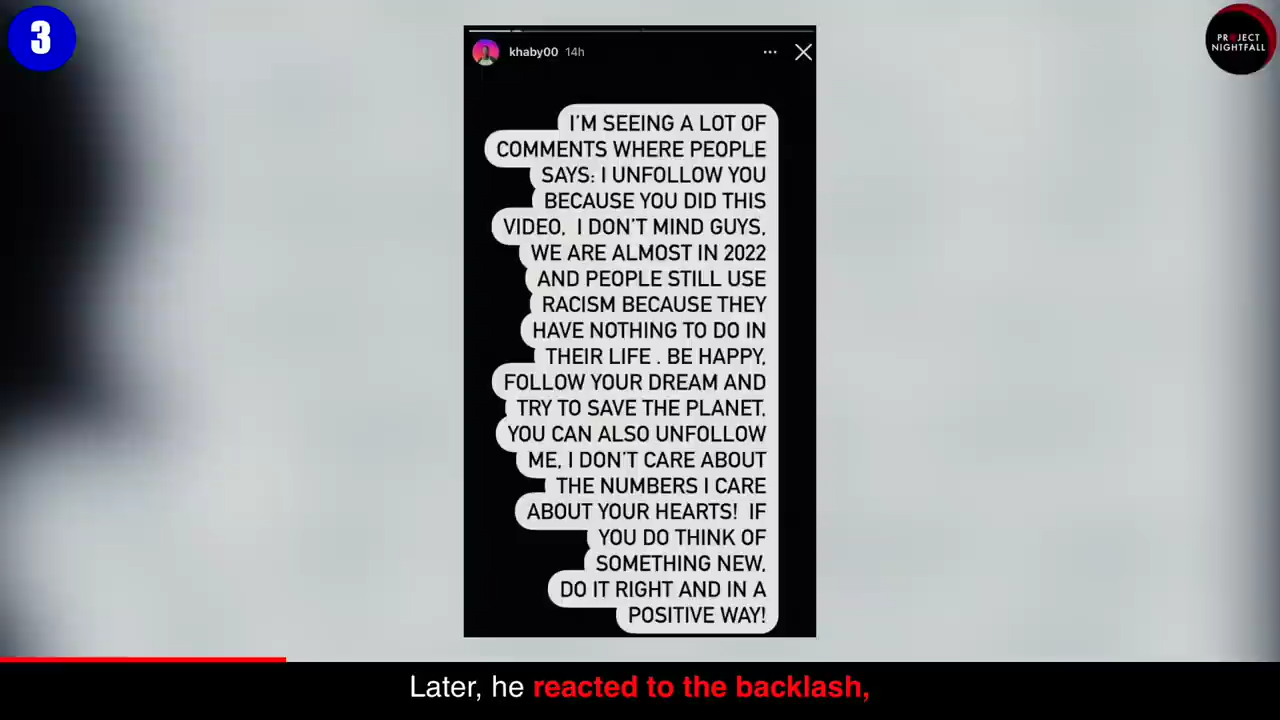 3
PROJECT
NIGHTFALL
khaby00 14h
I'M SEEING A LOT OF
COMMENTS WHERE PEOPLE
SAYS: I UNFOLLOW YOU
BECAUSE YOU DID THIS
VIDEO, I DON'T MIND GUYS,
WE ARE ALMOST IN 2022
AND PEOPLE STILL USE
RACISM BECAUSE THEY
HAVE NOTHING TO DO IN
THEIR LIFE . BE HAPPY,
FOLLOW YOUR DREAM AND
TRY TO SAVE THE PLANET,
YOU CAN ALSO UNFOLLOW
ME, I DON'T CARE ABOUT
THE NUMBERS I CARE
ABOUT YOUR HEARTS! IF
YOU DO THINK OF
SOMETHING NEW,
DO IT RIGHT AND IN A
POSITIVE WAY!
Later, he reacted to the backlash,